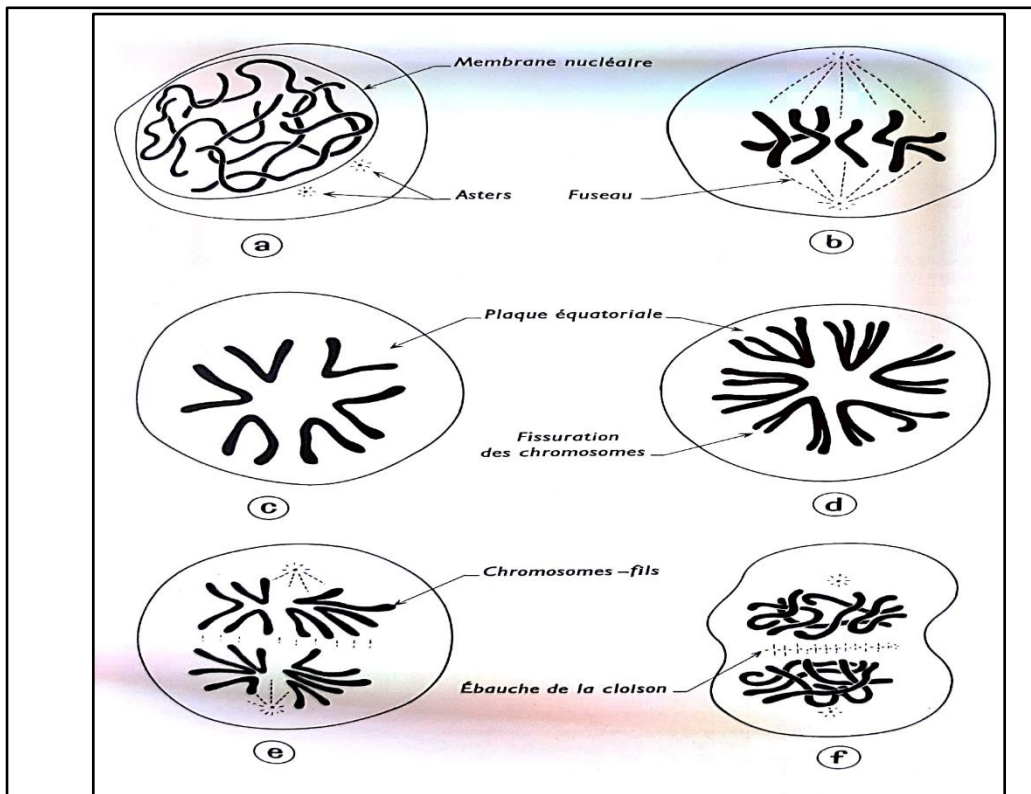 Membrane nucléaire
Asters
Fuseau
a
b
Plaque équatoriale
Fissuration
des chromosomes
c
d
Chromosomes-fils
Ébauche de la cloison
e
f